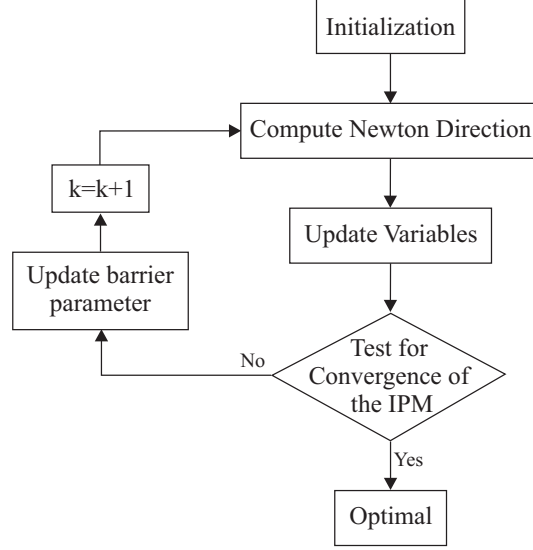 Initialization
Compute Newton Direction
k=k+1
Update Variables
Update barrier
parameter
No
Test for
Convergence of
the IPM
Yes
Optimal